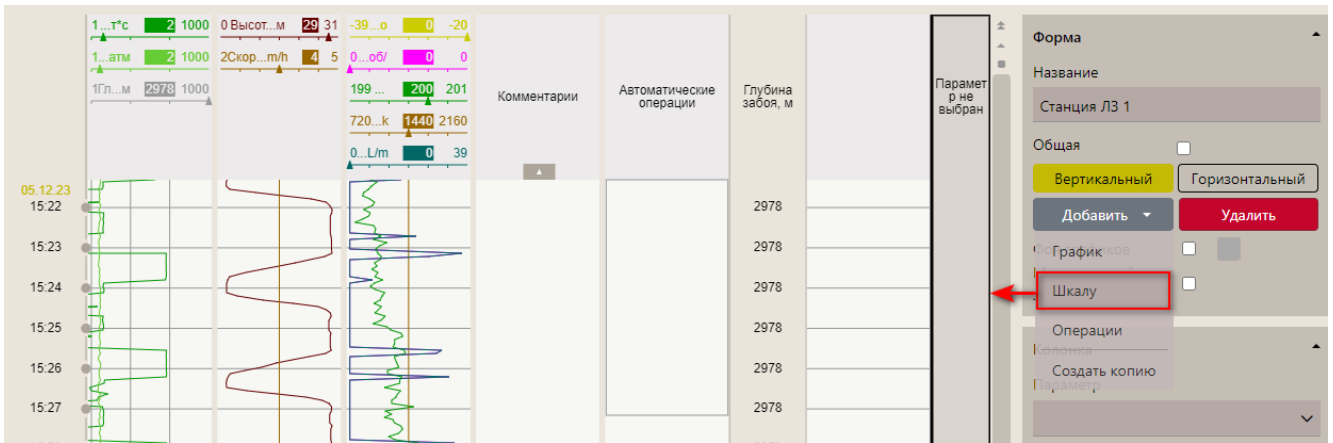 1...т*с 2 1000
1...атм 2 1000
1Гл...м 2978 1000
0 Высот...м 29 31
2Скор...m/h 4 5
-39...о 0 -20
0...об/ 0 0
199 ... 200 201
720...k 1440 2160
0...L/m 0 39
Комментарии
Автоматические
операции
Глубина
забоя, м
Парамет
р не
выбран
05.12.23
15:22 2978
15:23 2978
15:24 2978
15:25 2978
15:26 2978
15:27 2978
Форма
Название
Станция ЛЗ 1
Общая
Вертикальный Горизонтальный
Добавить Удалить
График
Шкалу
Операции
Колонка
Создать копию
Параметр